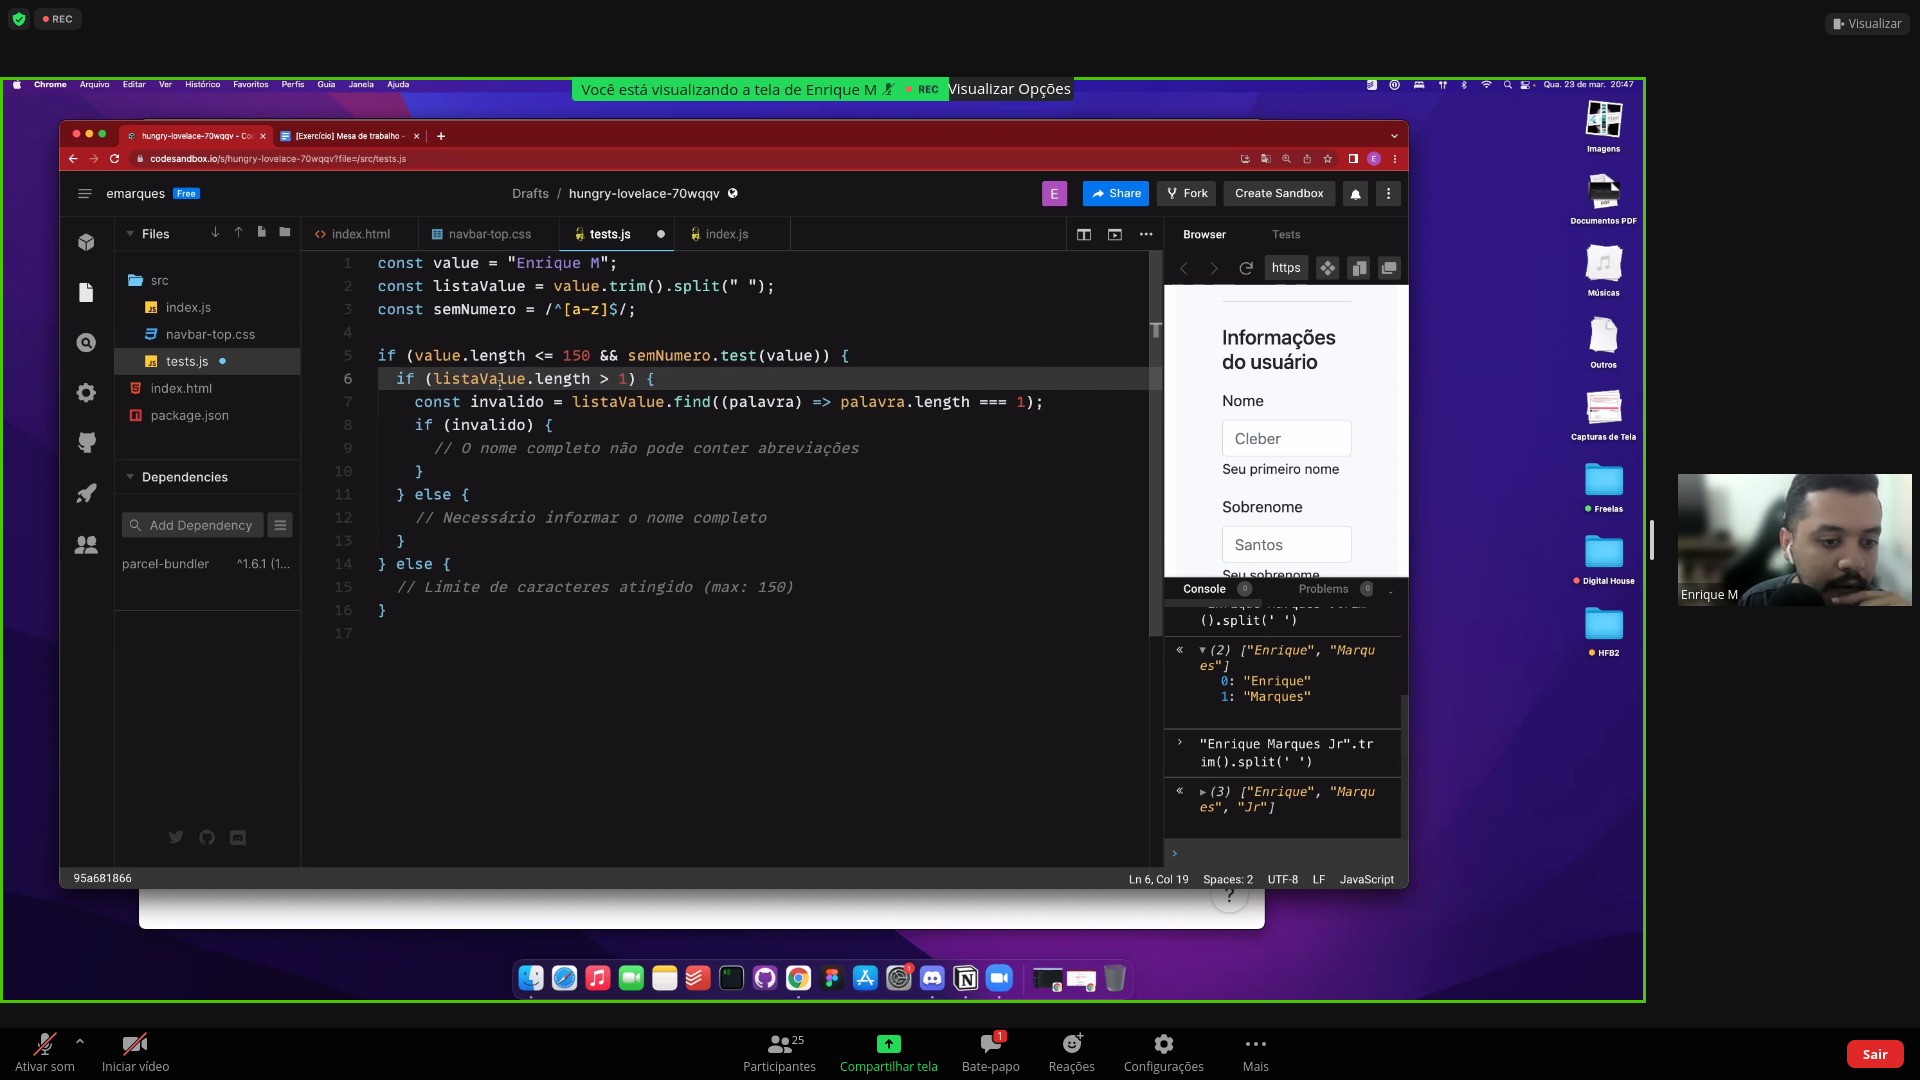 REC
Visualizar
Chrome Arquivo Editar Ver Histórico Favoritos Perfis Guia Janela Ajuda
Você está visualizando a tela de Enrique M REC Visualizar Opções
Qua. 23 de mar. 20:47
hungry-lovelace-70wqqv - Co
[Exercício] Mesa de trabalho -
codesandbox.io/s/hungry-lovelace-70wqqv?file=/src/tests.js
E
emarques Free
Drafts / hungry-lovelace-70wqqv
E Share Fork Create Sandbox
Files
index.html
navbar-top.css
tests.js
index.js
Browser
Tests
https
src
index.js
navbar-top.css
tests.js
index.html
package.json
Dependencies
Add Dependency
parcel-bundler ^1.6.1 (1...
1 const value = "Enrique M";
2 const listaValue = value.trim().split(" ");
3 const semNumero = /^[a-z]$/;
4
5 if (value.length <= 150 && semNumero.test(value)) {
6 if (listaValue.length > 1) {
7 const invalido = listaValue.find((palavra) => palavra.length === 1);
8 if (invalido) {
9 // O nome completo não pode conter abreviações
10 }
11 } else {
12 // Necessário informar o nome completo
13 }
14 } else {
15 // Limite de caracteres atingido (max: 150)
16 }
17
Informações
do usuário
Nome
Cleber
Seu primeiro nome
Sobrenome
Santos
Seu sobrenome
Console 0 Problems 0
().split(' ')
(2) ["Enrique", "Marqu
es"]
0: "Enrique"
1: "Marques"
"Enrique Marques Jr".tr
im().split(' ')
(3) ["Enrique", "Marqu
es", "Jr"]
95a681866
Ln 6, Col 19 Spaces: 2 UTF-8 LF JavaScript
?
Imagens
Documentos PDF
Músicas
Outros
Capturas de Tela
Freelas
Digital House
HFB2
Enrique M
1
Ativar som
Iniciar vídeo
25
Participantes
Compartilhar tela
1
Bate-papo
Reações
Configurações
Mais
Sair